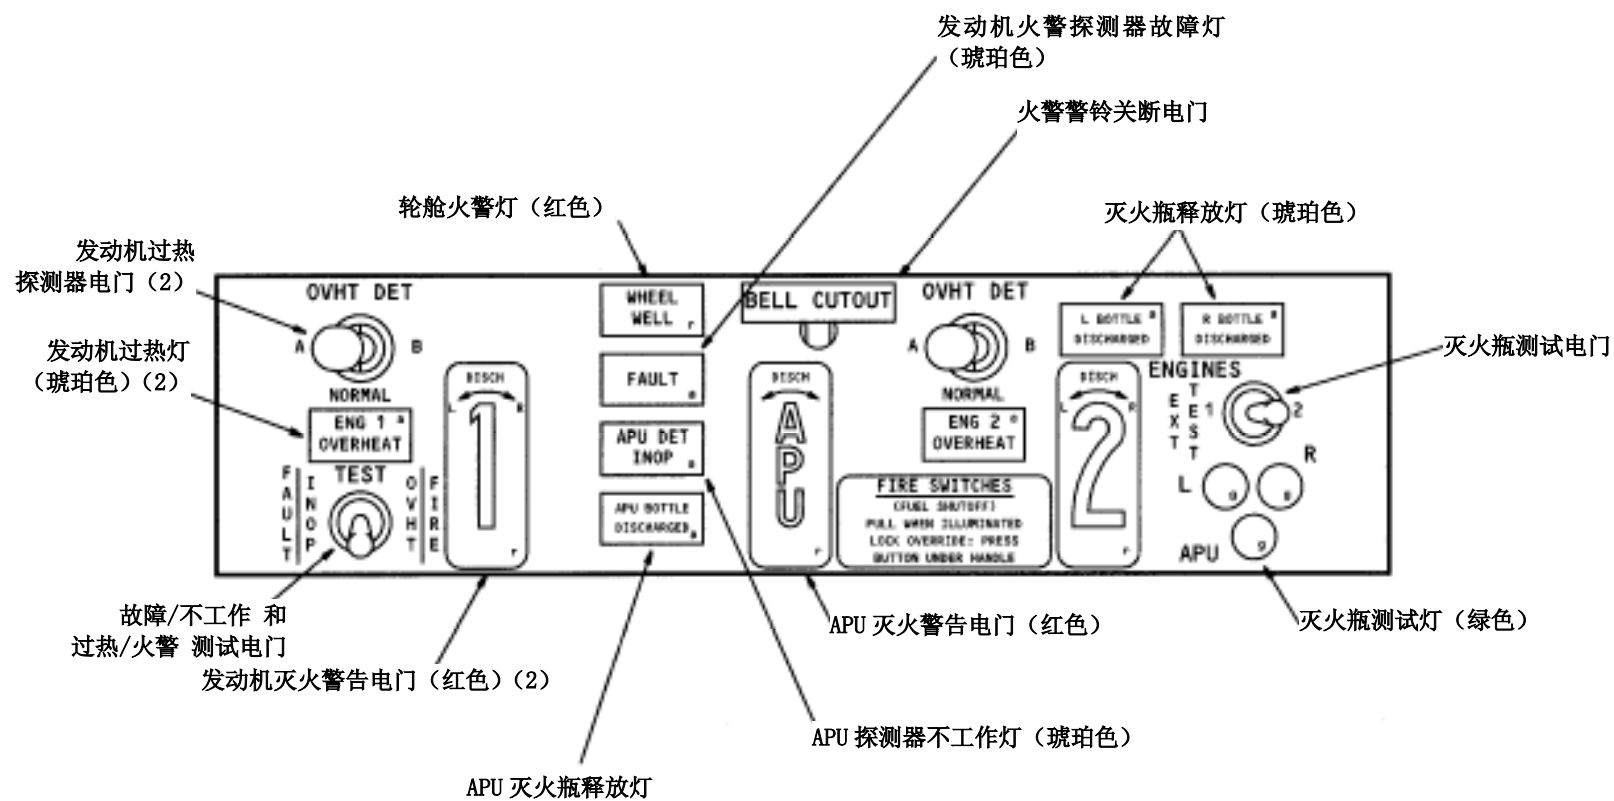 发动机火警探测器故障灯
（琥珀色）
火警警铃关断电门
轮舱火警灯（红色）
灭火瓶释放灯（琥珀色）
发动机过热
探测器电门（2）
发动机过热灯
（琥珀色）（2）
灭火瓶测试电门
OVHT DET
A
B
NORMAL
ENG 1 a
OVERHEAT
TEST
FAULT
INOP
OVHT
FIRE
DISCH
L R
1
r
WHEEL
WELL r
FAULT
a
APU DET
INOP a
APU BOTTLE
DISCHARGED a
BELL CUTOUT
DISCH
APU
r
OVHT DET
A
B
NORMAL
ENG 2 a
OVERHEAT
FIRE SWITCHES
(FUEL SHUTOFF)
PULL WHEN ILLUMINATED
LOCK OVERRIDE: PRESS
BUTTON UNDER HANDLE
DISCH
L R
2
r
L BOTTLE a
DISCHARGED
R BOTTLE a
DISCHARGED
ENGINES
EXT
TEST
1
2
L
R
g
g
APU
g
故障/不工作 和
过热/火警 测试电门
发动机灭火警告电门（红色）（2）
APU 灭火瓶释放灯
APU 灭火警告电门（红色）
APU 探测器不工作灯（琥珀色）
灭火瓶测试灯（绿色）